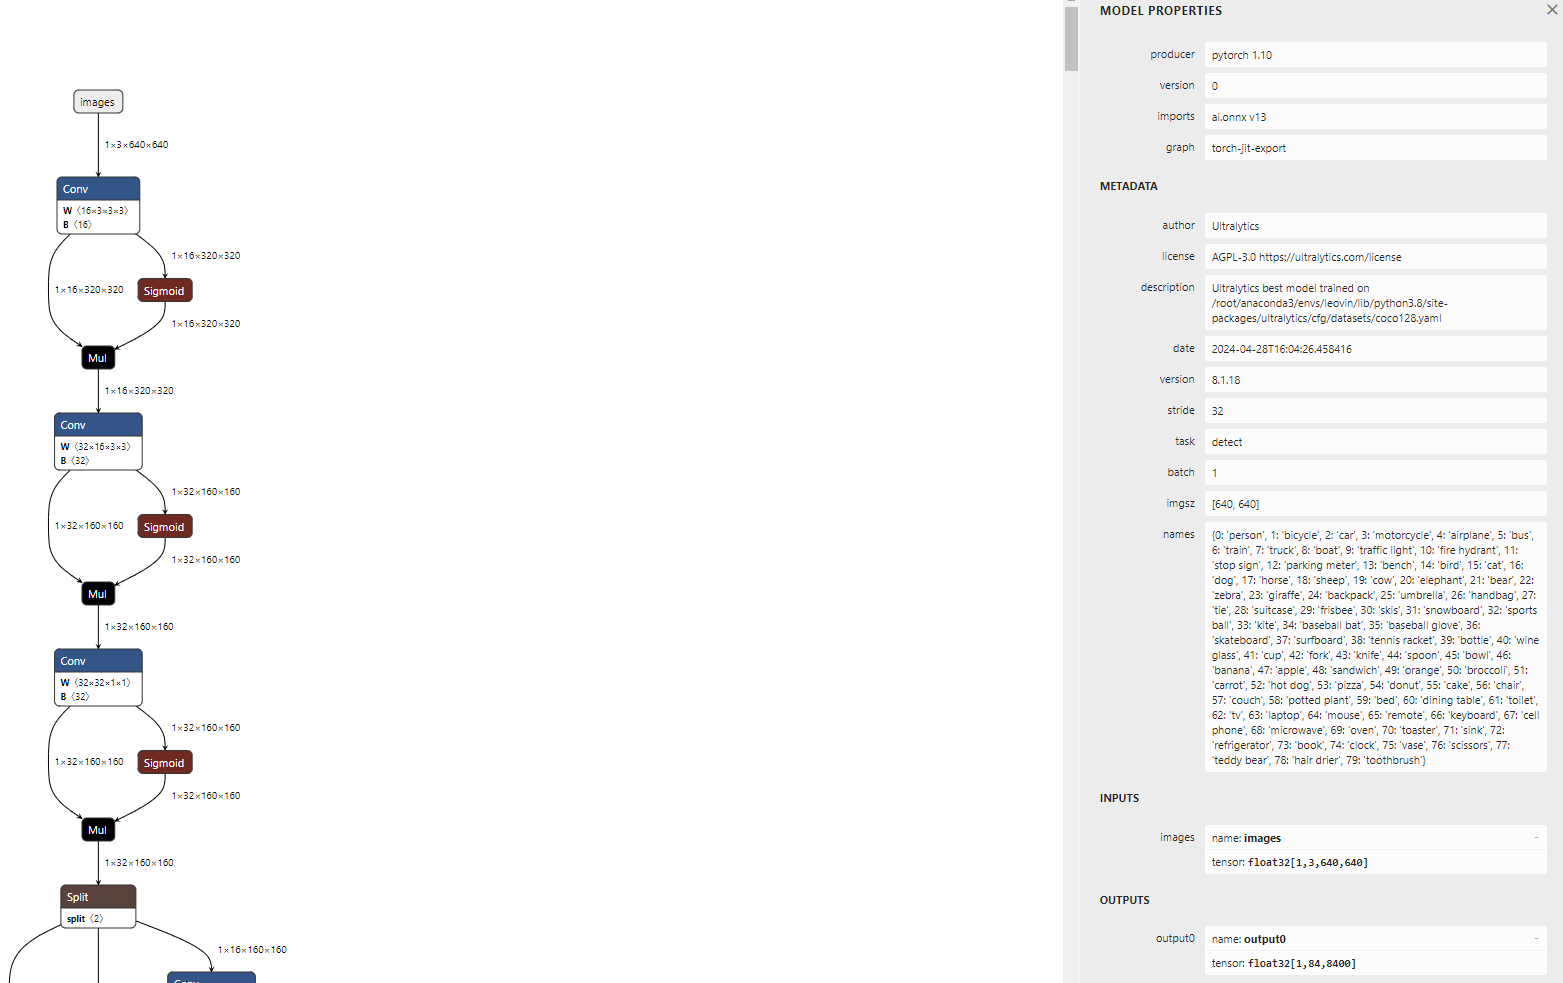 images
1×3×640×640
Conv
W ⟨16×3×3×3⟩
B ⟨16⟩
1×16×320×320
1×16×320×320
Sigmoid
1×16×320×320
Mul
1×16×320×320
Conv
W ⟨32×16×3×3⟩
B ⟨32⟩
1×32×160×160
1×32×160×160
Sigmoid
1×32×160×160
Mul
1×32×160×160
Conv
W ⟨32×32×1×1⟩
B ⟨32⟩
1×32×160×160
1×32×160×160
Sigmoid
1×32×160×160
Mul
1×32×160×160
Split
split ⟨2⟩
1×16×160×160
Conv
MODEL PROPERTIES
producer pytorch 1.10
version 0
imports ai.onnx v13
graph torch-jit-export
METADATA
author Ultralytics
license AGPL-3.0 https://ultralytics.com/license
description Ultralytics best model trained on
/root/anaconda3/envs/leovin/lib/python3.8/site-
packages/ultralytics/cfg/datasets/coco128.yaml
date 2024-04-28T16:04:26.458416
version 8.1.18
stride 32
task detect
batch 1
imgsz [640, 640]
names {0: 'person', 1: 'bicycle', 2: 'car', 3: 'motorcycle', 4: 'airplane', 5: 'bus',
6: 'train', 7: 'truck', 8: 'boat', 9: 'traffic light', 10: 'fire hydrant', 11:
'stop sign', 12: 'parking meter', 13: 'bench', 14: 'bird', 15: 'cat', 16:
'dog', 17: 'horse', 18: 'sheep', 19: 'cow', 20: 'elephant', 21: 'bear', 22:
'zebra', 23: 'giraffe', 24: 'backpack', 25: 'umbrella', 26: 'handbag', 27:
'tie', 28: 'suitcase', 29: 'frisbee', 30: 'skis', 31: 'snowboard', 32: 'sports
ball', 33: 'kite', 34: 'baseball bat', 35: 'baseball glove', 36:
'skateboard', 37: 'surfboard', 38: 'tennis racket', 39: 'bottle', 40: 'wine
glass', 41: 'cup', 42: 'fork', 43: 'knife', 44: 'spoon', 45: 'bowl', 46:
'banana', 47: 'apple', 48: 'sandwich', 49: 'orange', 50: 'broccoli', 51:
'carrot', 52: 'hot dog', 53: 'pizza', 54: 'donut', 55: 'cake', 56: 'chair',
57: 'couch', 58: 'potted plant', 59: 'bed', 60: 'dining table', 61: 'toilet',
62: 'tv', 63: 'laptop', 64: 'mouse', 65: 'remote', 66: 'keyboard', 67: 'cell
phone', 68: 'microwave', 69: 'oven', 70: 'toaster', 71: 'sink', 72:
'refrigerator', 73: 'book', 74: 'clock', 75: 'vase', 76: 'scissors', 77:
'teddy bear', 78: 'hair drier', 79: 'toothbrush'}
INPUTS
images name: images -
tensor: float32[1,3,640,640]
OUTPUTS
output0 name: output0 -
tensor: float32[1,84,8400]